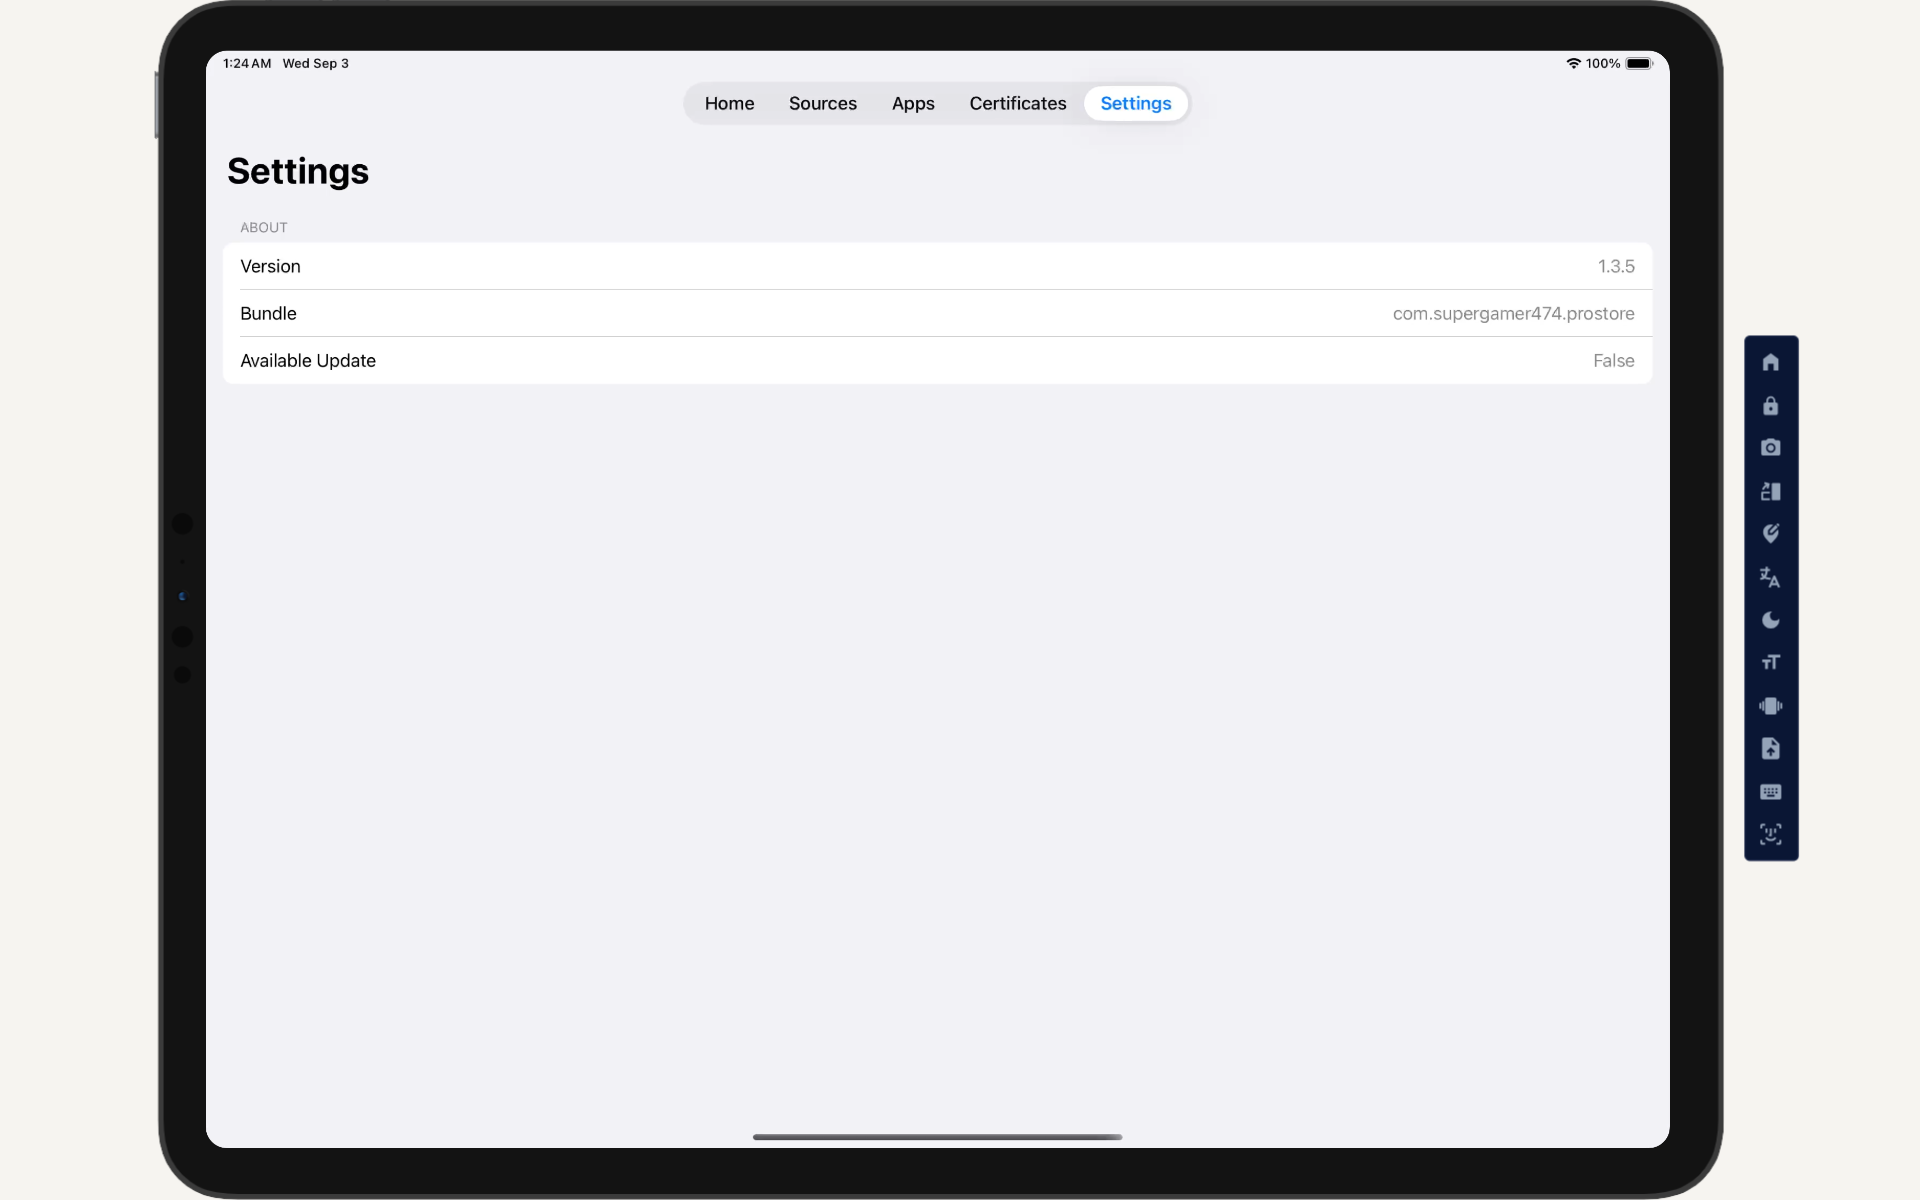 1:24 AM Wed Sep 3
100%
Home Sources Apps Certificates Settings
Settings
ABOUT
Version 1.3.5
Bundle com.supergamer474.prostore
Available Update False